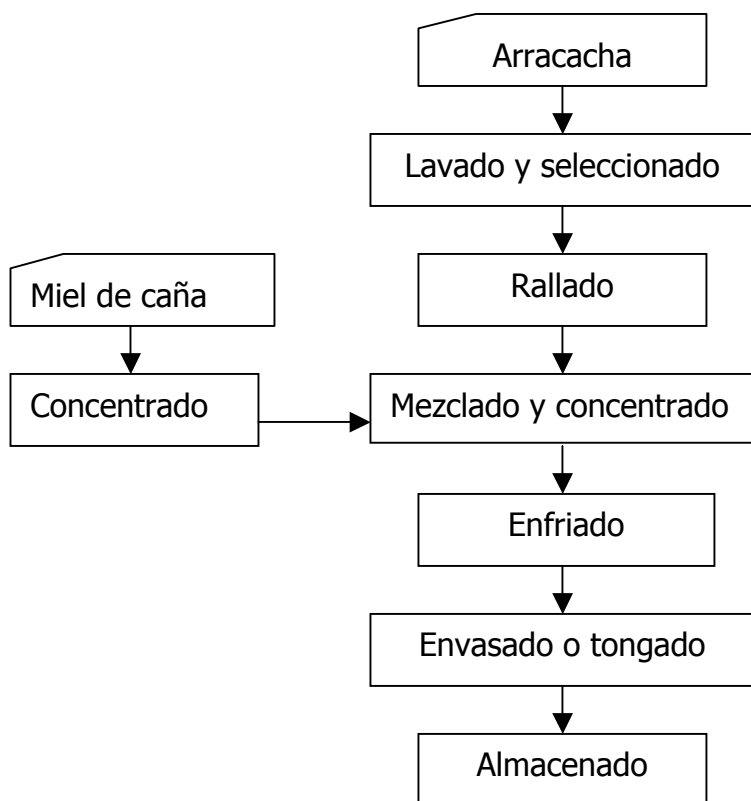 Arracacha
Lavado y seleccionado
Rallado
Miel de caña
Concentrado
Mezclado y concentrado
Enfriado
Envasado o tongado
Almacenado